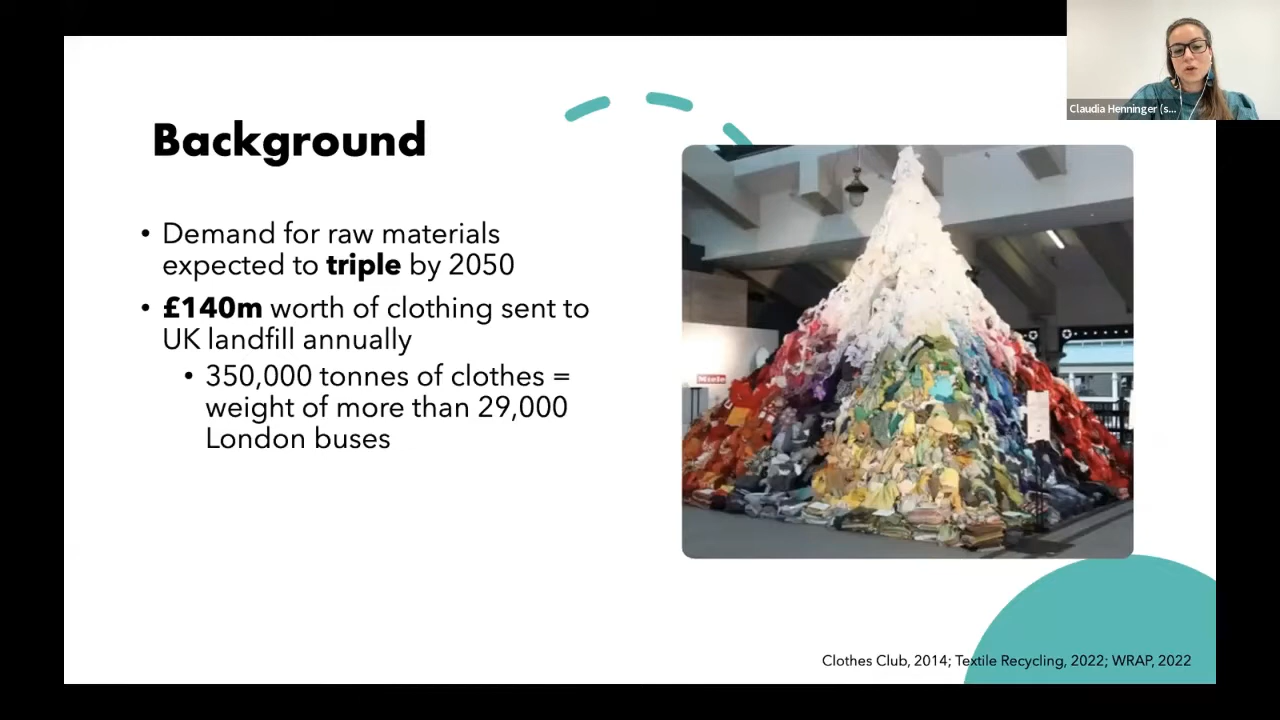 Claudia Henninger (s...
Background
• Demand for raw materials
expected to triple by 2050
• £140m worth of clothing sent to
UK landfill annually
• 350,000 tonnes of clothes =
weight of more than 29,000
London buses
Miele
Clothes Club, 2014; Textile Recycling, 2022; WRAP, 2022